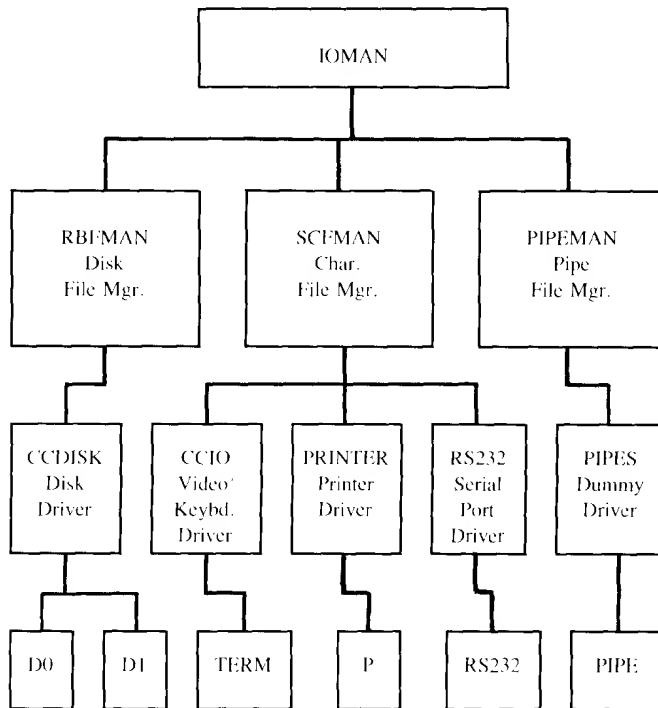 IOMAN
RBFMAN
Disk
File Mgr.
SCFMAN
Char.
File Mgr.
PIPEMAN
Pipe
File Mgr.
CCDISK
Disk
Driver
CCIO
Video/
Keybd.
Driver
PRINTER
Printer
Driver
RS232
Serial
Port
Driver
PIPES
Dummy
Driver
D0
D1
TERM
P
RS232
PIPE